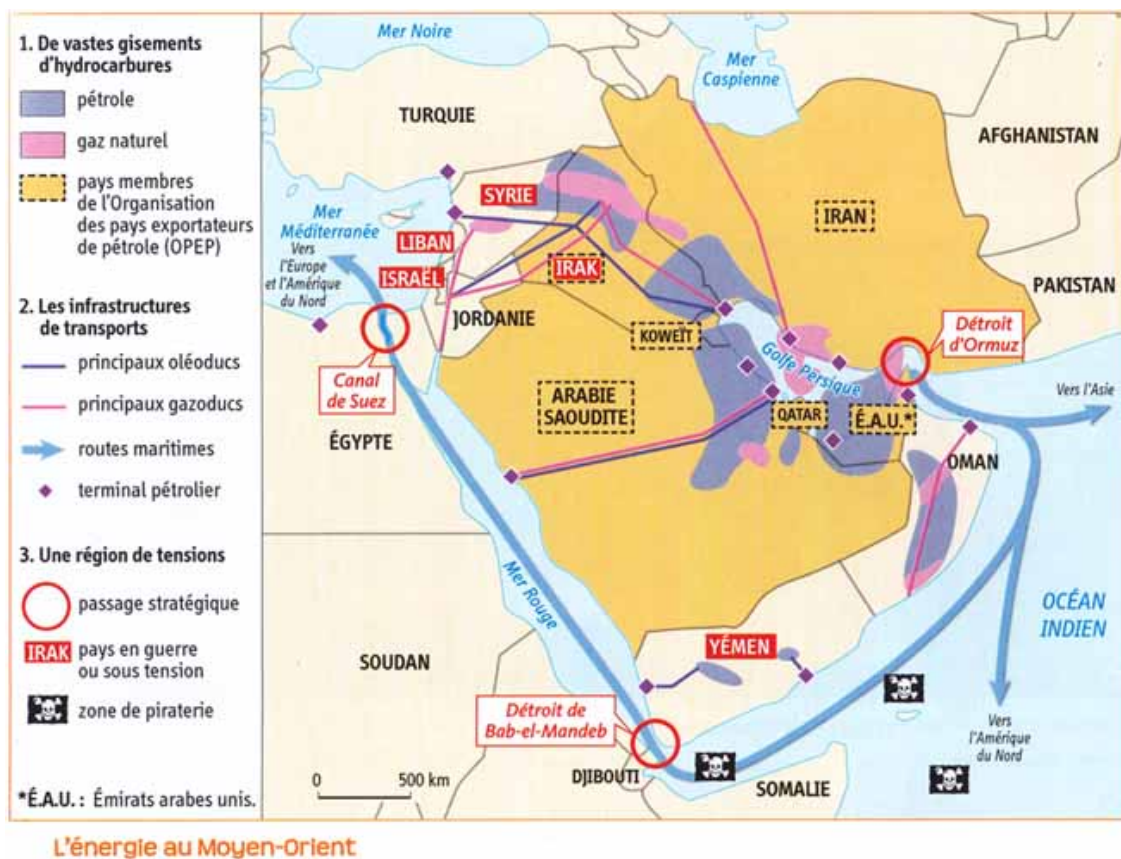 1. De vastes gisements
d'hydrocarbures
pétrole
gaz naturel
pays membres
de l'Organisation
des pays exportateurs
de pétrole (OPEP)
2. Les infrastructures
de transports
principaux oléoducs
principaux gazoducs
routes maritimes
terminal pétrolier
3. Une région de tensions
passage stratégique
IRAK
pays en guerre
ou sous tension
zone de piraterie
*É.A.U. : Émirats arabes unis.
Mer Noire
Mer
Caspienne
TURQUIE
AFGHANISTAN
SYRIE
IRAN
Mer
Méditerranée
LIBAN
Vers
l'Europe
et l'Amérique
du Nord
ISRAËL
IRAK
PAKISTAN
JORDANIE
KOWEÏT
Détroit
d'Ormuz
Golfe Persique
Canal
de Suez
ARABIE
SAOUDITE
QATAR
É.A.U.*
Vers l'Asie
ÉGYPTE
OMAN
Mer Rouge
OCÉAN
INDIEN
SOUDAN
YÉMEN
Détroit de
Bab-el-Mandeb
Vers
l'Amérique
du Nord
0
500 km
DJIBOUTI
SOMALIE
L'énergie au Moyen-Orient